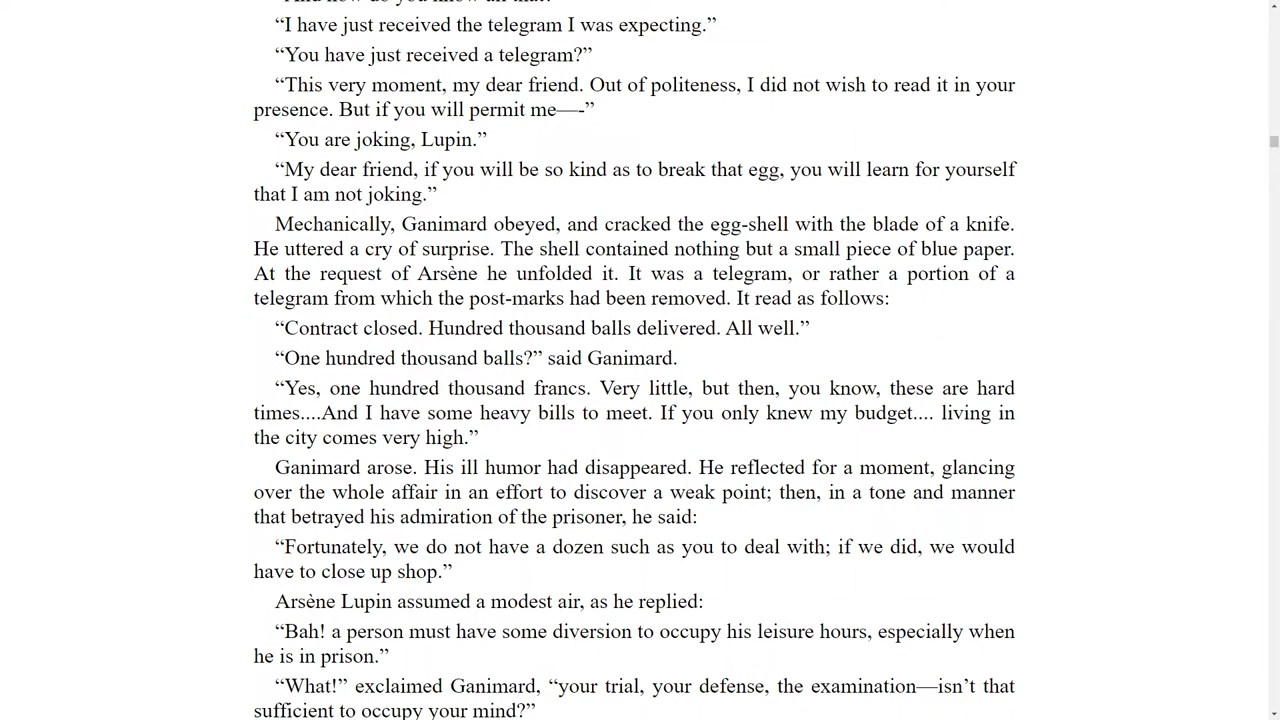 “I have just received the telegram I was expecting.”
“You have just received a telegram?”
“This very moment, my dear friend. Out of politeness, I did not wish to read it in your
presence. But if you will permit me—-”
“You are joking, Lupin.”
“My dear friend, if you will be so kind as to break that egg, you will learn for yourself
that I am not joking.”
Mechanically, Ganimard obeyed, and cracked the egg-shell with the blade of a knife.
He uttered a cry of surprise. The shell contained nothing but a small piece of blue paper.
At the request of Arsène he unfolded it. It was a telegram, or rather a portion of a
telegram from which the post-marks had been removed. It read as follows:
“Contract closed. Hundred thousand balls delivered. All well.”
“One hundred thousand balls?” said Ganimard.
“Yes, one hundred thousand francs. Very little, but then, you know, these are hard
times....And I have some heavy bills to meet. If you only knew my budget.... living in
the city comes very high.”
Ganimard arose. His ill humor had disappeared. He reflected for a moment, glancing
over the whole affair in an effort to discover a weak point; then, in a tone and manner
that betrayed his admiration of the prisoner, he said:
“Fortunately, we do not have a dozen such as you to deal with; if we did, we would
have to close up shop.”
Arsène Lupin assumed a modest air, as he replied:
“Bah! a person must have some diversion to occupy his leisure hours, especially when
he is in prison.”
“What!” exclaimed Ganimard, “your trial, your defense, the examination—isn’t that
sufficient to occupy your mind?”